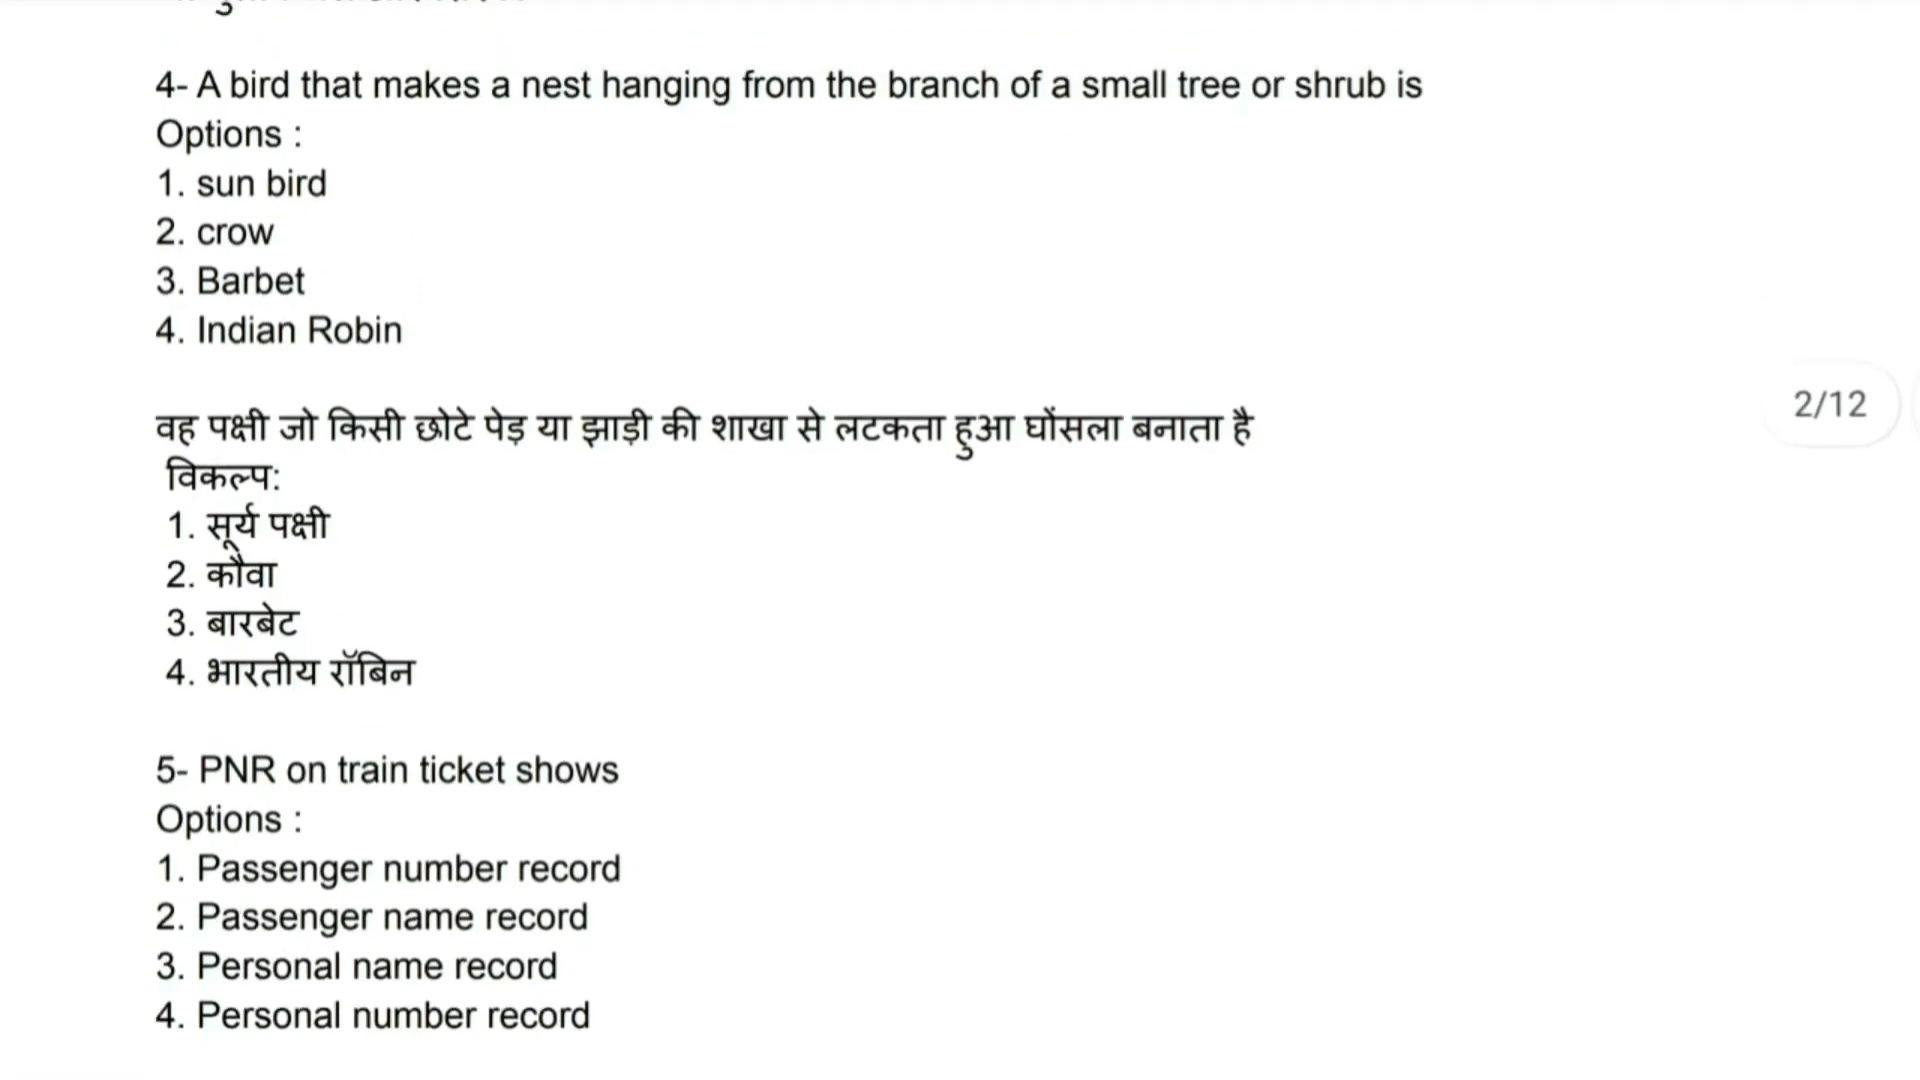 4- A bird that makes a nest hanging from the branch of a small tree or shrub is
Options :
1. sun bird
2. crow
3. Barbet
4. Indian Robin
वह पक्षी जो किसी छोटे पेड़ या झाड़ी की शाखा से लटकता हुआ घोंसला बनाता है
विकल्प:
1. सूर्य पक्षी
2. कौवा
3. बारबेट
4. भारतीय रॉबिन
2/12
5- PNR on train ticket shows
Options :
1. Passenger number record
2. Passenger name record
3. Personal name record
4. Personal number record